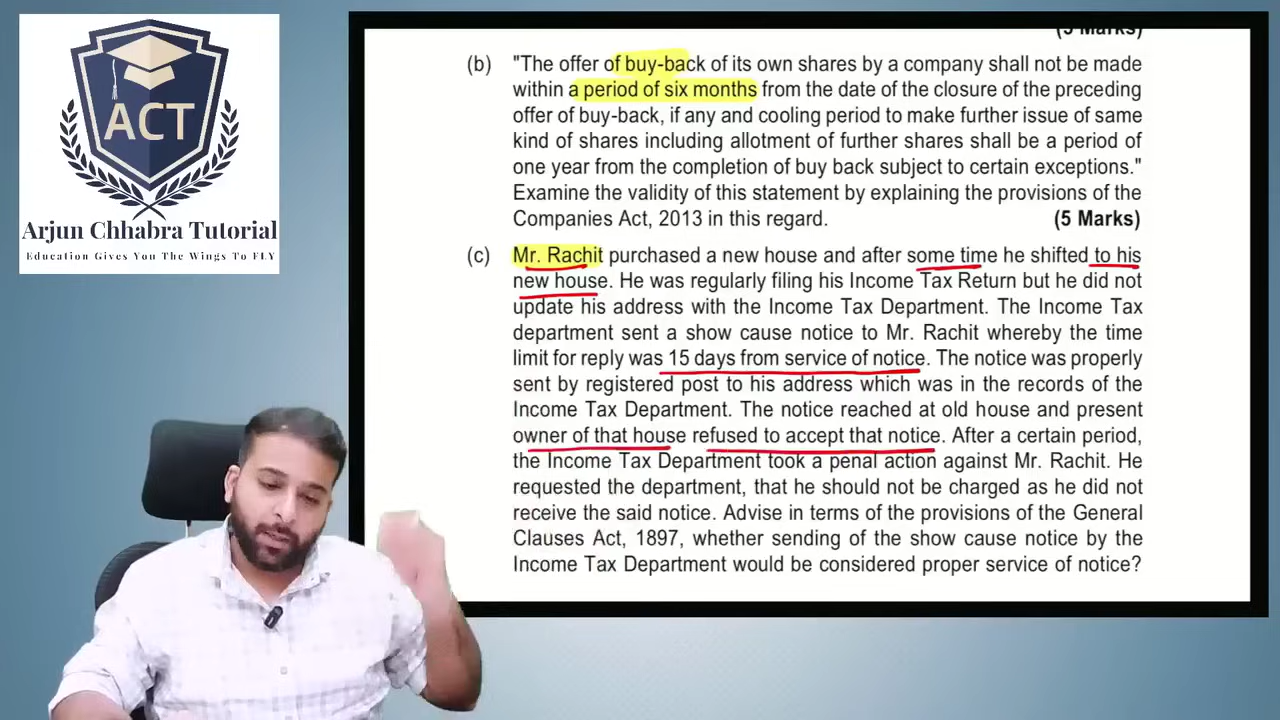 ACT
Arjun Chhabra Tutorial
Education Gives You The Wings To FLY
(5 Marks)
(b) "The offer of buy-back of its own shares by a company shall not be made
within a period of six months from the date of the closure of the preceding
offer of buy-back, if any and cooling period to make further issue of same
kind of shares including allotment of further shares shall be a period of
one year from the completion of buy back subject to certain exceptions."
Examine the validity of this statement by explaining the provisions of the
Companies Act, 2013 in this regard. (5 Marks)
(c) Mr. Rachit purchased a new house and after some time he shifted to his
new house. He was regularly filing his Income Tax Return but he did not
update his address with the Income Tax Department. The Income Tax
department sent a show cause notice to Mr. Rachit whereby the time
limit for reply was 15 days from service of notice. The notice was properly
sent by registered post to his address which was in the records of the
Income Tax Department. The notice reached at old house and present
owner of that house refused to accept that notice. After a certain period,
the Income Tax Department took a penal action against Mr. Rachit. He
requested the department, that he should not be charged as he did not
receive the said notice. Advise in terms of the provisions of the General
Clauses Act, 1897, whether sending of the show cause notice by the
Income Tax Department would be considered proper service of notice?